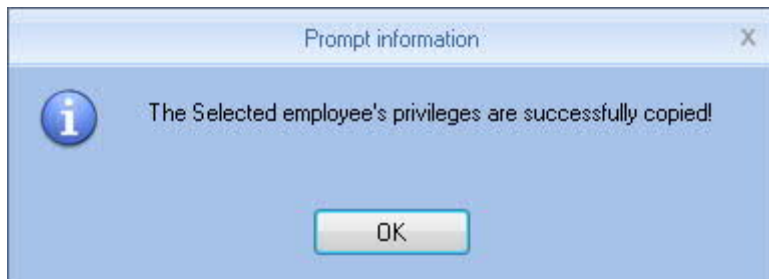 Prompt information
The Selected employee's privileges are successfully copied!
OK